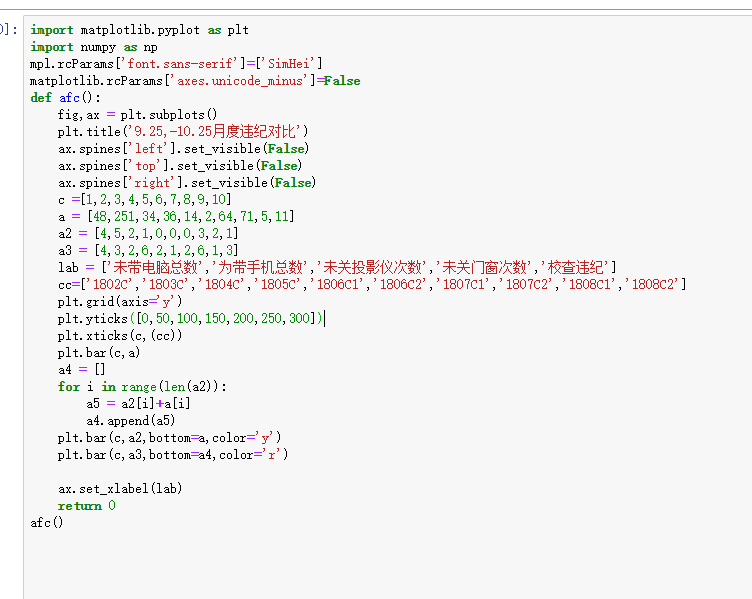 ]:
import matplotlib.pyplot as plt
import numpy as np
mpl.rcParams['font.sans-serif']=['SimHei']
matplotlib.rcParams['axes.unicode_minus']=False
def afc():
    fig,ax = plt.subplots()
    plt.title('9.25,-10.25月度违纪对比')
    ax.spines['left'].set_visible(False)
    ax.spines['top'].set_visible(False)
    ax.spines['right'].set_visible(False)
    c =[1,2,3,4,5,6,7,8,9,10]
    a = [48,251,34,36,14,2,64,71,5,11]
    a2 = [4,5,2,1,0,0,0,3,2,1]
    a3 = [4,3,2,6,2,1,2,6,1,3]
    lab = ['未带电脑总数','为带手机总数','未关投影仪次数','未关门窗次数','校查违纪']
    cc=['1802C','1803C','1804C','1805C','1806C1','1806C2','1807C1','1807C2','1808C1','1808C2']
    plt.grid(axis='y')
    plt.yticks([0,50,100,150,200,250,300])
    plt.xticks(c,(cc))
    plt.bar(c,a)
    a4 = []
    for i in range(len(a2)):
        a5 = a2[i]+a[i]
        a4.append(a5)
    plt.bar(c,a2,bottom=a,color='y')
    plt.bar(c,a3,bottom=a4,color='r')
    ax.set_xlabel(lab)
    return 0
afc()